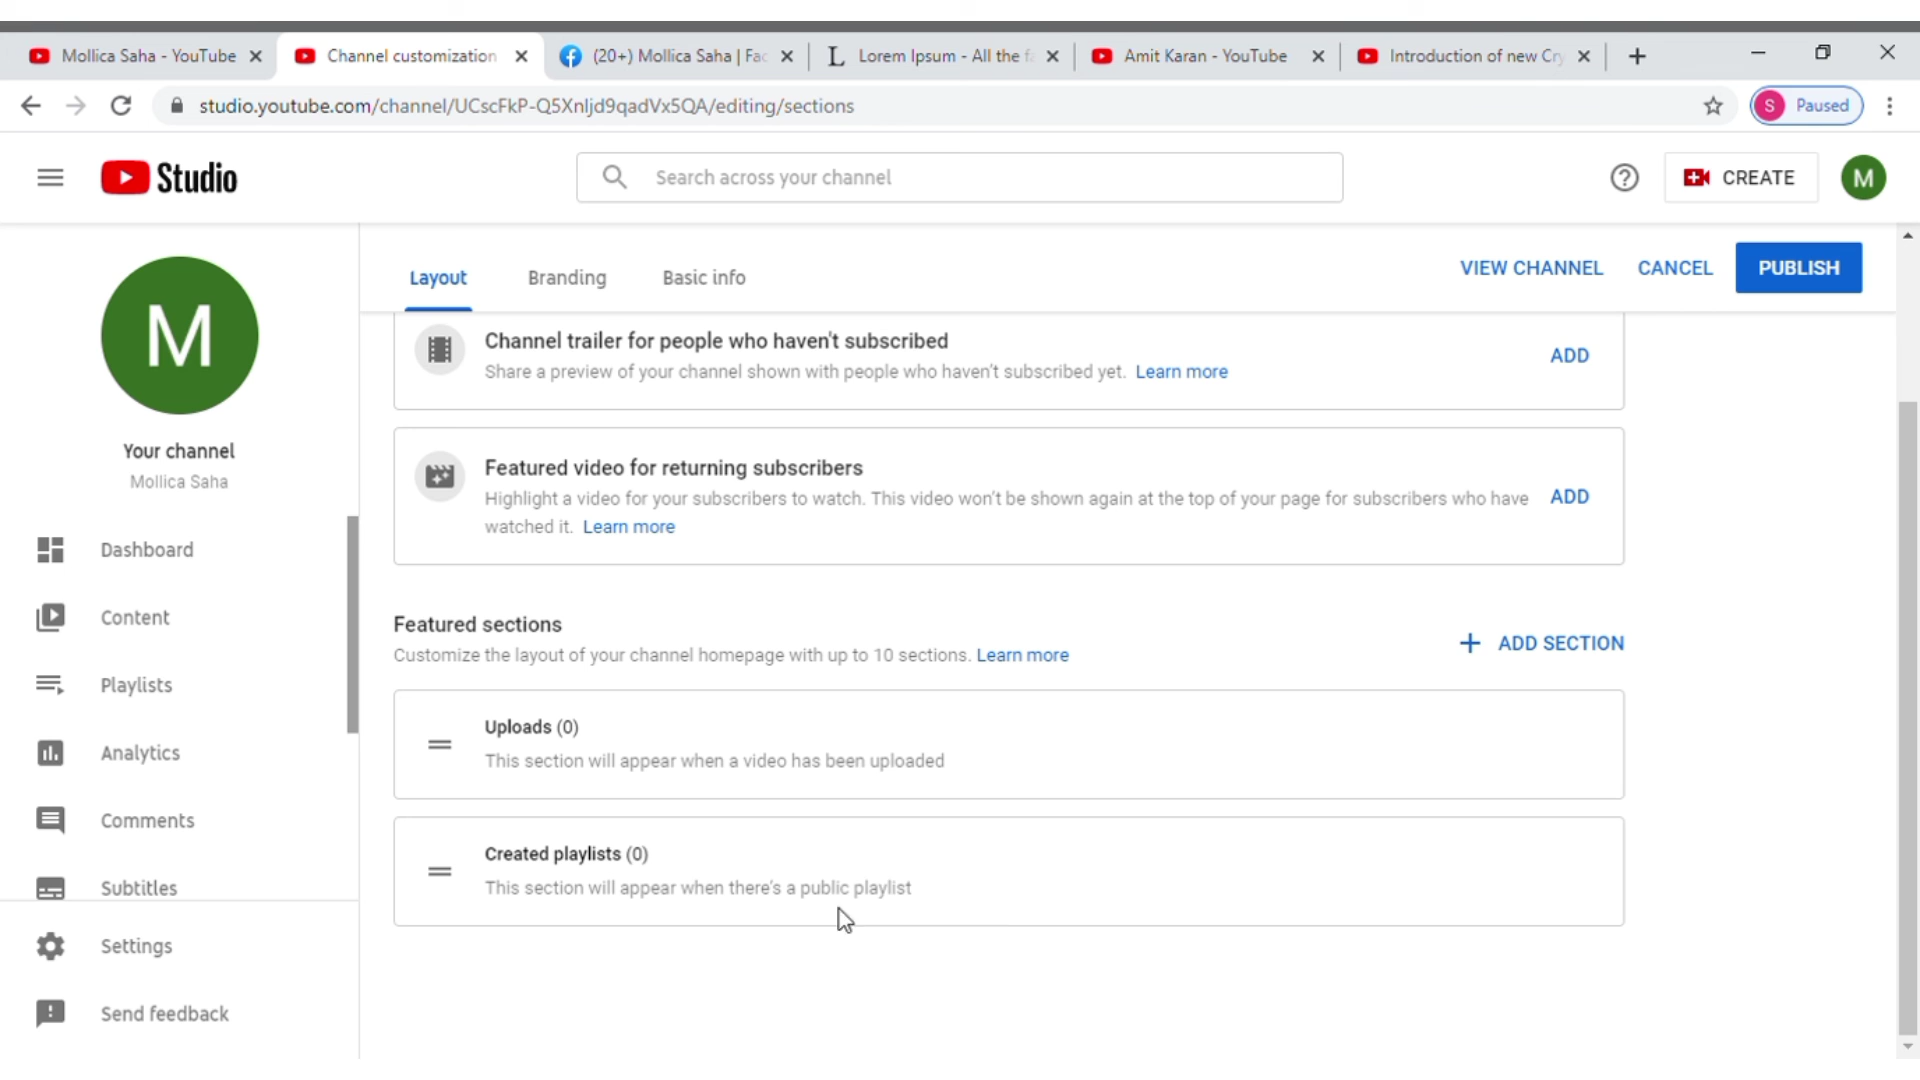 Mollica Saha - YouTube
Channel customization
(20+) Mollica Saha | Fac
L Lorem Ipsum - All the fa
Amit Karan - YouTube
Introduction of new Cry
studio.youtube.com/channel/UCscFkP-Q5Xnljd9qadVx5QA/editing/sections
S Paused
Studio
Search across your channel
CREATE
M
M
Your channel
Mollica Saha
Dashboard
Content
Playlists
Analytics
Comments
Subtitles
Settings
Send feedback
Layout
Branding
Basic info
VIEW CHANNEL
CANCEL
PUBLISH
Channel trailer for people who haven't subscribed
Share a preview of your channel shown with people who haven't subscribed yet. Learn more
ADD
Featured video for returning subscribers
Highlight a video for your subscribers to watch. This video won't be shown again at the top of your page for subscribers who have
watched it. Learn more
ADD
Featured sections
Customize the layout of your channel homepage with up to 10 sections. Learn more
+ ADD SECTION
Uploads (0)
This section will appear when a video has been uploaded
Created playlists (0)
This section will appear when there's a public playlist